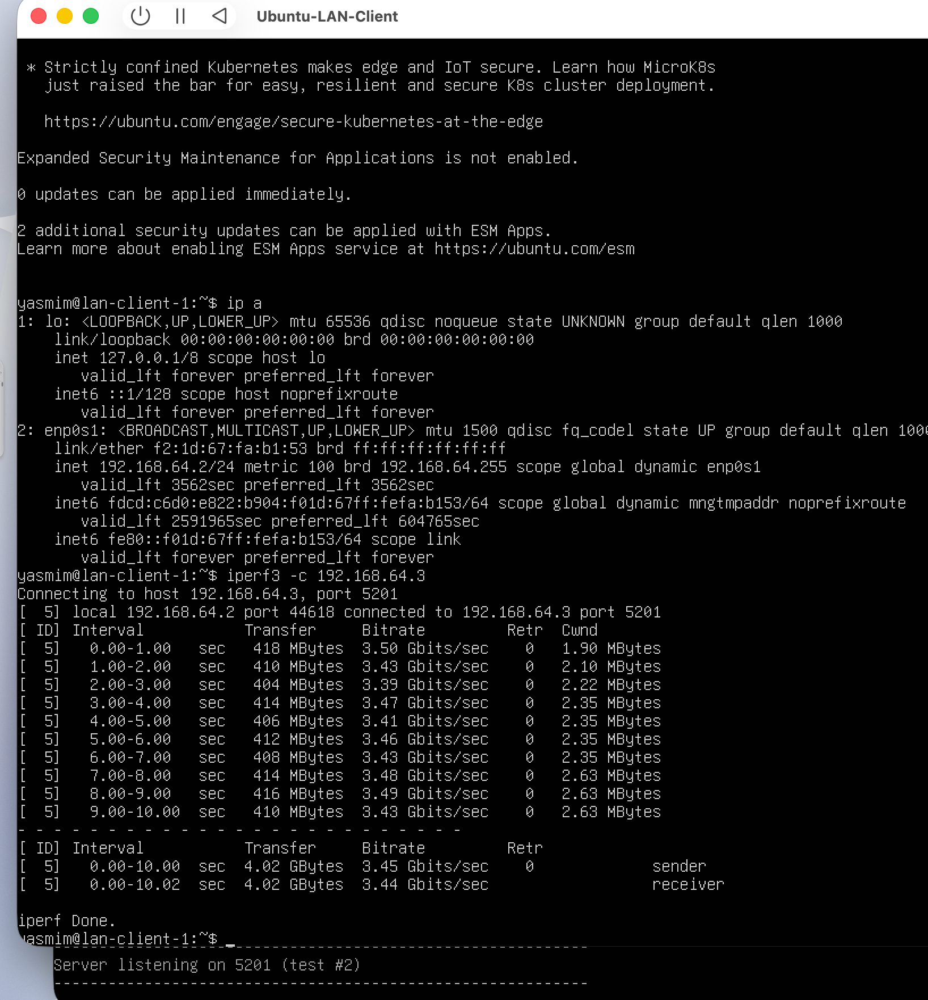 Ubuntu-LAN-Client
* Strictly confined Kubernetes makes edge and IoT secure. Learn how MicroK8s
just raised the bar for easy, resilient and secure K8s cluster deployment.
https://ubuntu.com/engage/secure-kubernetes-at-the-edge
Expanded Security Maintenance for Applications is not enabled.
0 updates can be applied immediately.
2 additional security updates can be applied with ESM Apps.
Learn more about enabling ESM Apps service at https://ubuntu.com/esm
yasmim@lan-client-1:~$ ip a
1: lo: <LOOPBACK,UP,LOWER_UP> mtu 65536 qdisc noqueue state UNKNOWN group default qlen 1000
link/loopback 00:00:00:00:00:00 brd 00:00:00:00:00:00
inet 127.0.0.1/8 scope host lo
valid_lft forever preferred_lft forever
inet6 ::1/128 scope host noprefixroute
valid_lft forever preferred_lft forever
2: enp0s1: <BROADCAST,MULTICAST,UP,LOWER_UP> mtu 1500 qdisc fq_codel state UP group default qlen 1000
link/ether f2:1d:67:fa:b1:53 brd ff:ff:ff:ff:ff:ff
inet 192.168.64.2/24 metric 100 brd 192.168.64.255 scope global dynamic enp0s1
valid_lft 3562sec preferred_lft 3562sec
inet6 fdcd:c6d0:e822:b904:f01d:67ff:fefa:b153/64 scope global dynamic mngtmpaddr noprefixroute
valid_lft 2591965sec preferred_lft 604765sec
inet6 fe80::f01d:67ff:fefa:b153/64 scope link
valid_lft forever preferred_lft forever
yasmim@lan-client-1:~$ iperf3 -c 192.168.64.3
Connecting to host 192.168.64.3, port 5201
[  5] local 192.168.64.2 port 44618 connected to 192.168.64.3 port 5201
[ ID] Interval           Transfer     Bitrate         Retr  Cwnd
[  5]   0.00-1.00   sec   418 MBytes  3.50 Gbits/sec    0   1.90 MBytes
[  5]   1.00-2.00   sec   410 MBytes  3.43 Gbits/sec    0   2.10 MBytes
[  5]   2.00-3.00   sec   404 MBytes  3.39 Gbits/sec    0   2.22 MBytes
[  5]   3.00-4.00   sec   414 MBytes  3.47 Gbits/sec    0   2.35 MBytes
[  5]   4.00-5.00   sec   406 MBytes  3.41 Gbits/sec    0   2.35 MBytes
[  5]   5.00-6.00   sec   412 MBytes  3.46 Gbits/sec    0   2.35 MBytes
[  5]   6.00-7.00   sec   408 MBytes  3.43 Gbits/sec    0   2.35 MBytes
[  5]   7.00-8.00   sec   414 MBytes  3.48 Gbits/sec    0   2.63 MBytes
[  5]   8.00-9.00   sec   416 MBytes  3.49 Gbits/sec    0   2.63 MBytes
[  5]   9.00-10.00  sec   410 MBytes  3.43 Gbits/sec    0   2.63 MBytes
- - - - - - - - - - - - - - - - - - - - - - - - -
[ ID] Interval           Transfer     Bitrate         Retr
[  5]   0.00-10.00  sec  4.02 GBytes  3.45 Gbits/sec    0             sender
[  5]   0.00-10.02  sec  4.02 GBytes  3.44 Gbits/sec                  receiver
iperf Done.
yasmim@lan-client-1:~$ _
-----------------------------------------------------------
Server listening on 5201 (test #2)
-----------------------------------------------------------